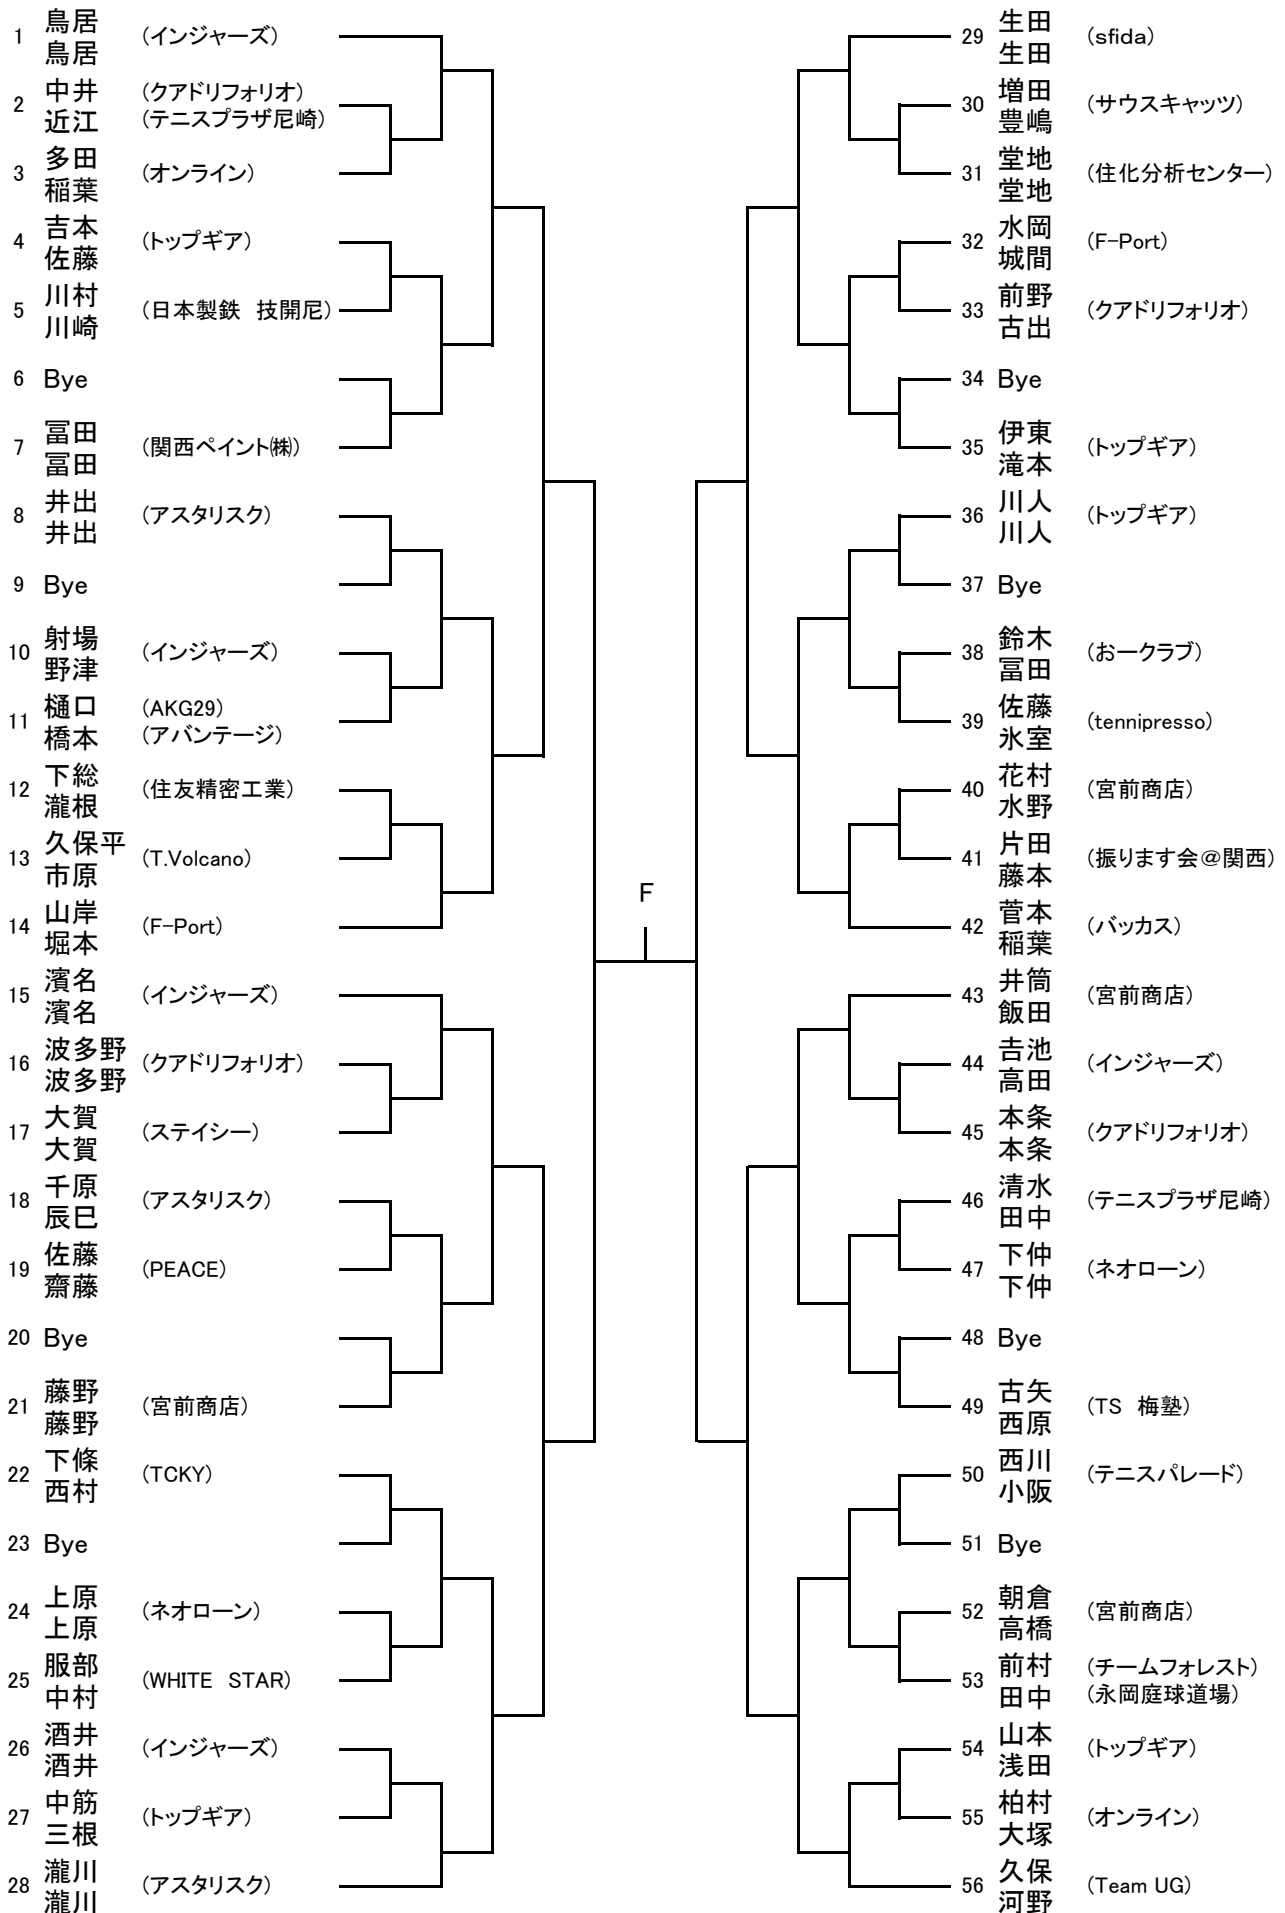 1 鳥居 (インジャーズ)
鳥居
2 中井 (クアドリフォリオ)
近江 (テニスプラザ尼崎)
3 多田 (オンライン)
稲葉
4 吉本 (トップギア)
佐藤
5 川村 (日本製鉄 技開尼)
川崎
6 Bye
7 冨田 (関西ペイント㈱)
冨田
8 井出 (アスタリスク)
井出
9 Bye
10 射場 (インジャーズ)
野津
11 樋口 (AKG29)
橋本 (アバンテージ)
12 下総 (住友精密工業)
瀧根
13 久保平 (T.Volcano)
市原
14 山岸 (F-Port)
堀本
15 濱名 (インジャーズ)
濱名
16 波多野 (クアドリフォリオ)
波多野
17 大賀 (ステイシー)
大賀
18 千原 (アスタリスク)
辰巳
19 佐藤 (PEACE)
齋藤
20 Bye
21 藤野 (宮前商店)
藤野
22 下條 (TCKY)
西村
23 Bye
24 上原 (ネオローン)
上原
25 服部 (WHITE STAR)
中村
26 酒井 (インジャーズ)
酒井
27 中筋 (トップギア)
三根
28 瀧川 (アスタリスク)
瀧川
F
29 生田 (sfida)
生田
30 増田 (サウスキャッツ)
豊嶋
31 堂地 (住化分析センター)
堂地
32 水岡 (F-Port)
城間
33 前野 (クアドリフォリオ)
古出
34 Bye
35 伊東 (トップギア)
滝本
36 川人 (トップギア)
川人
37 Bye
38 鈴木 (おークラブ)
冨田
39 佐藤 (tennipresso)
氷室
40 花村 (宮前商店)
水野
41 片田 (振ります会＠関西)
藤本
42 菅本 (バッカス)
稲葉
43 井筒 (宮前商店)
飯田
44 𠮷池 (インジャーズ)
高田
45 本条 (クアドリフォリオ)
本条
46 清水 (テニスプラザ尼崎)
田中
47 下仲 (ネオローン)
下仲
48 Bye
49 古矢 (TS 梅塾)
西原
50 西川 (テニスパレード)
小阪
51 Bye
52 朝倉 (宮前商店)
高橋
53 前村 (チームフォレスト)
田中 (永岡庭球道場)
54 山本 (トップギア)
浅田
55 柏村 (オンライン)
大塚
56 久保 (Team UG)
河野